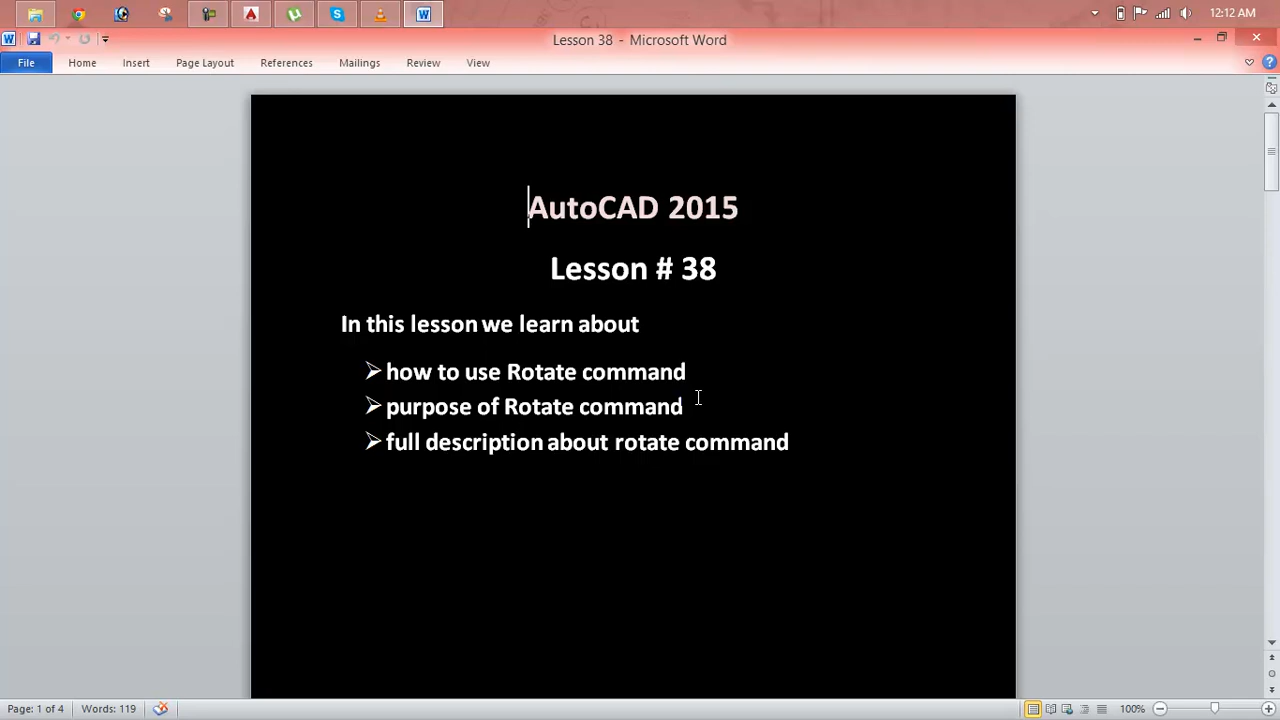 12:12 AM
Lesson 38 - Microsoft Word
File Home Insert Page Layout References Mailings Review View
AutoCAD 2015
Lesson # 38
In this lesson we learn about
how to use Rotate command
purpose of Rotate command
full description about rotate command
Page: 1 of 4 Words: 119 100%